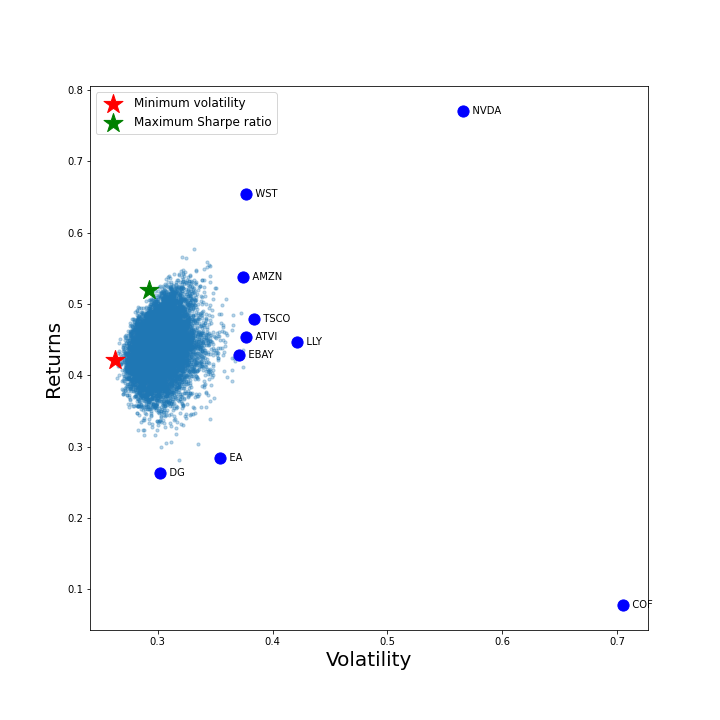 Minimum volatility
Maximum Sharpe ratio
0.8
NVDA
0.7
WST
0.6
AMZN
0.5
TSCO
ATVI
LLY
EBAY
0.4
0.3
EA
DG
0.2
0.1
COF
Returns
0.3 0.4 0.5 0.6 0.7
Volatility